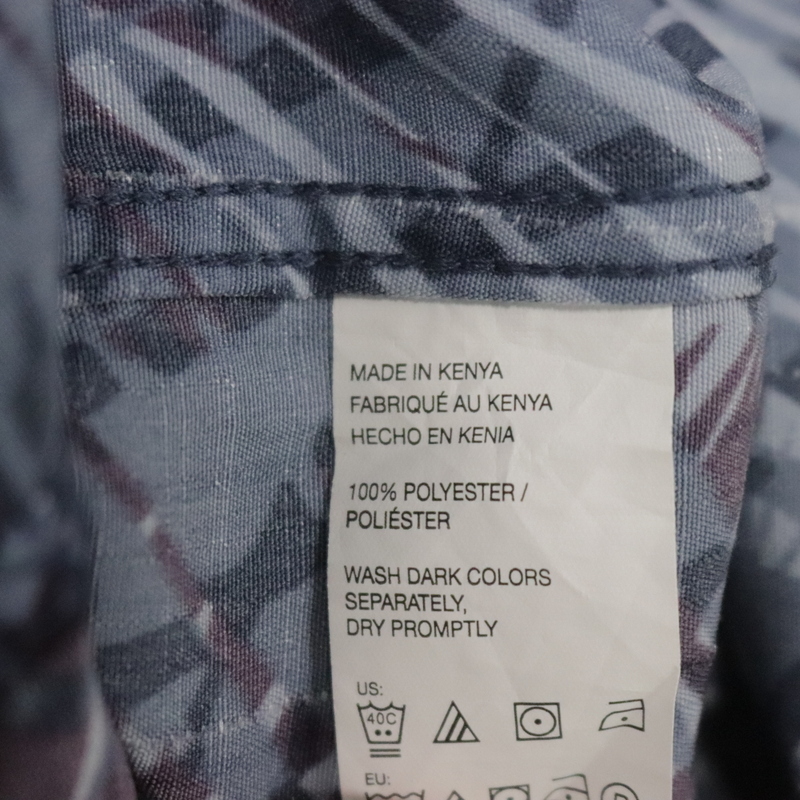 MADE IN KENYA
FABRIQUÉ AU KENYA
HECHO EN KENIA
100% POLYESTER /
POLIÉSTER
WASH DARK COLORS
SEPARATELY,
DRY PROMPTLY
US:
40C
EU: